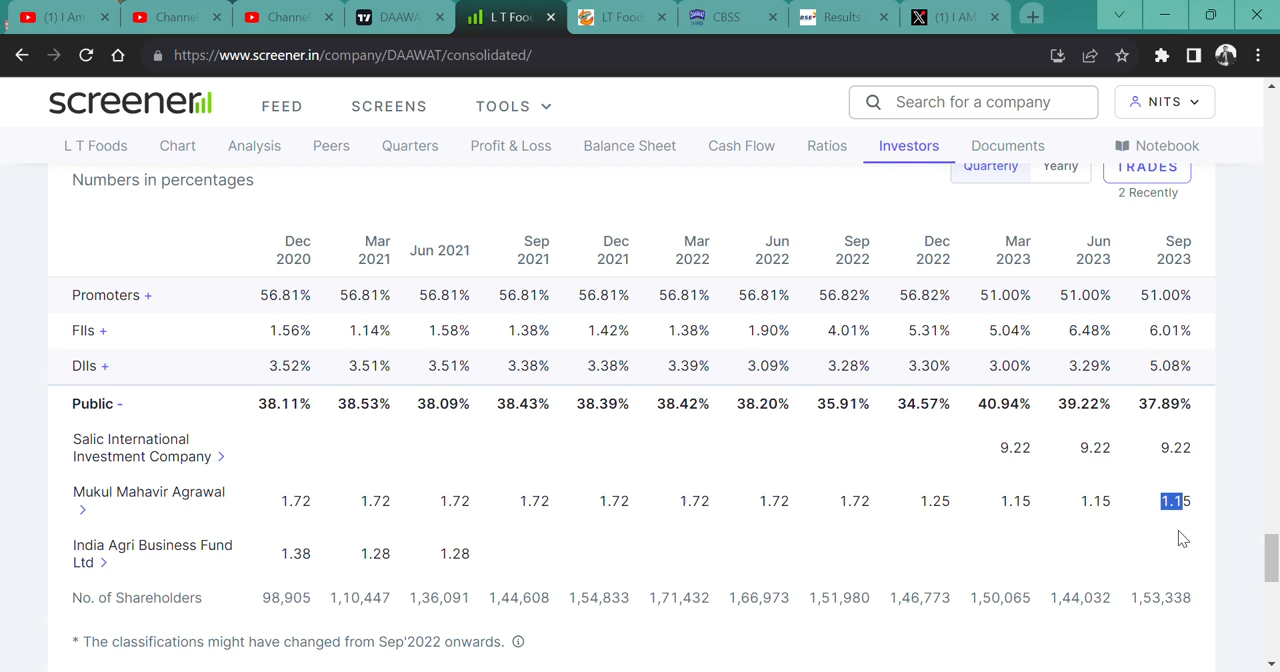 (1) I AM
Channel
Channel
DAAWA
L T Food
LT Food
CBSS
BSE
Results
(1) I AM
https://www.screener.in/company/DAAWAT/consolidated/
screener
FEED
SCREENS
TOOLS
Search for a company
NITS
L T Foods
Chart
Analysis
Peers
Quarters
Profit & Loss
Balance Sheet
Cash Flow
Ratios
Investors
Documents
Notebook
Numbers in percentages
Quarterly
Yearly
TRADES
2 Recently
Dec 2020 Mar 2021 Jun 2021 Sep 2021 Dec 2021 Mar 2022 Jun 2022 Sep 2022 Dec 2022 Mar 2023 Jun 2023 Sep 2023
Promoters + 56.81% 56.81% 56.81% 56.81% 56.81% 56.81% 56.81% 56.82% 56.82% 51.00% 51.00% 51.00%
FIIs + 1.56% 1.14% 1.58% 1.38% 1.42% 1.38% 1.90% 4.01% 5.31% 5.04% 6.48% 6.01%
DIIs + 3.52% 3.51% 3.51% 3.38% 3.38% 3.39% 3.09% 3.28% 3.30% 3.00% 3.29% 5.08%
Public - 38.11% 38.53% 38.09% 38.43% 38.39% 38.42% 38.20% 35.91% 34.57% 40.94% 39.22% 37.89%
Salic International
Investment Company > 9.22 9.22 9.22
Mukul Mahavir Agrawal
> 1.72 1.72 1.72 1.72 1.72 1.72 1.72 1.72 1.25 1.15 1.15 1.15
India Agri Business Fund
Ltd > 1.38 1.28 1.28
No. of Shareholders 98,905 1,10,447 1,36,091 1,44,608 1,54,833 1,71,432 1,66,973 1,51,980 1,46,773 1,50,065 1,44,032 1,53,338
* The classifications might have changed from Sep'2022 onwards.